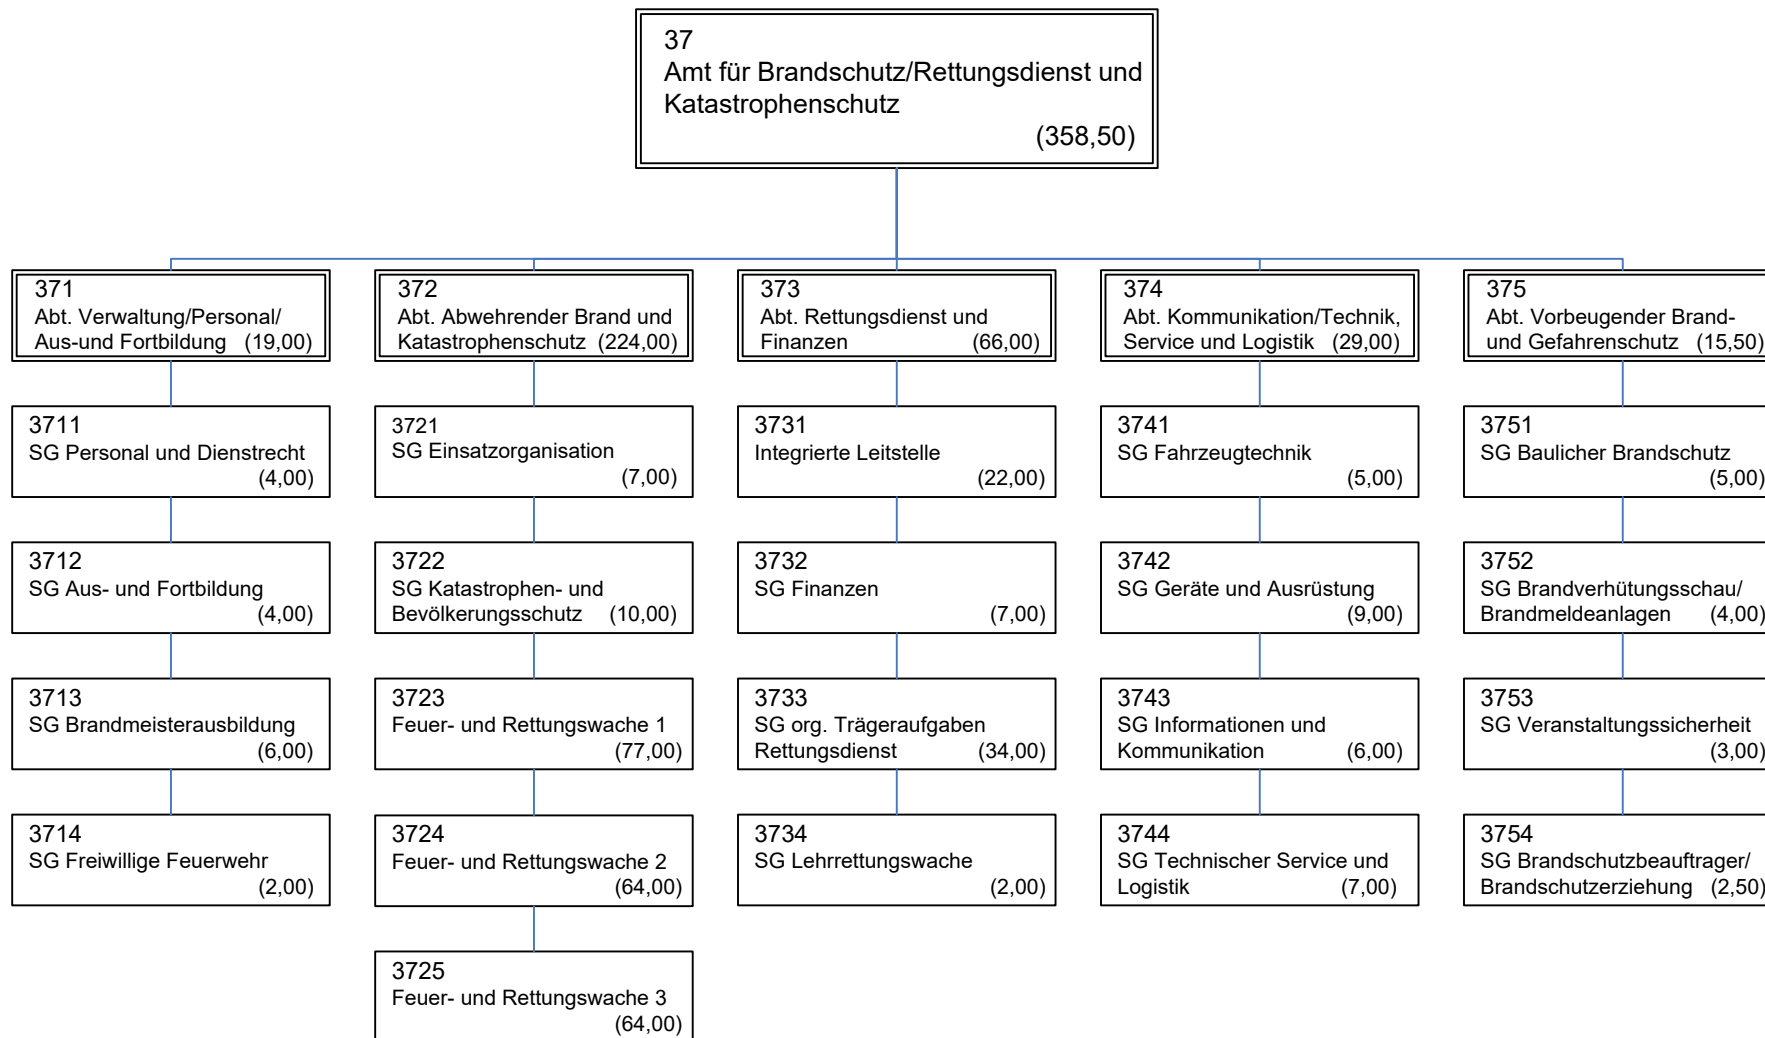 37
Amt für Brandschutz/Rettungsdienst und
Katastrophenschutz
(358,50)
371
Abt. Verwaltung/Personal/
Aus-und Fortbildung (19,00)
372
Abt. Abwehrender Brand und
Katastrophenschutz (224,00)
373
Abt. Rettungsdienst und
Finanzen (66,00)
374
Abt. Kommunikation/Technik,
Service und Logistik (29,00)
375
Abt. Vorbeugender Brand-
und Gefahrenschutz (15,50)
3711
SG Personal und Dienstrecht
(4,00)
3721
SG Einsatzorganisation
(7,00)
3731
Integrierte Leitstelle
(22,00)
3741
SG Fahrzeugtechnik
(5,00)
3751
SG Baulicher Brandschutz
(5,00)
3712
SG Aus- und Fortbildung
(4,00)
3722
SG Katastrophen- und
Bevölkerungsschutz (10,00)
3732
SG Finanzen
(7,00)
3742
SG Geräte und Ausrüstung
(9,00)
3752
SG Brandverhütungsschau/
Brandmeldeanlagen (4,00)
3713
SG Brandmeisterausbildung
(6,00)
3723
Feuer- und Rettungswache 1
(77,00)
3733
SG org. Trägeraufgaben
Rettungsdienst (34,00)
3743
SG Informationen und
Kommunikation (6,00)
3753
SG Veranstaltungssicherheit
(3,00)
3714
SG Freiwillige Feuerwehr
(2,00)
3724
Feuer- und Rettungswache 2
(64,00)
3734
SG Lehrrettungswache
(2,00)
3744
SG Technischer Service und
Logistik (7,00)
3754
SG Brandschutzbeauftrager/
Brandschutzerziehung (2,50)
3725
Feuer- und Rettungswache 3
(64,00)